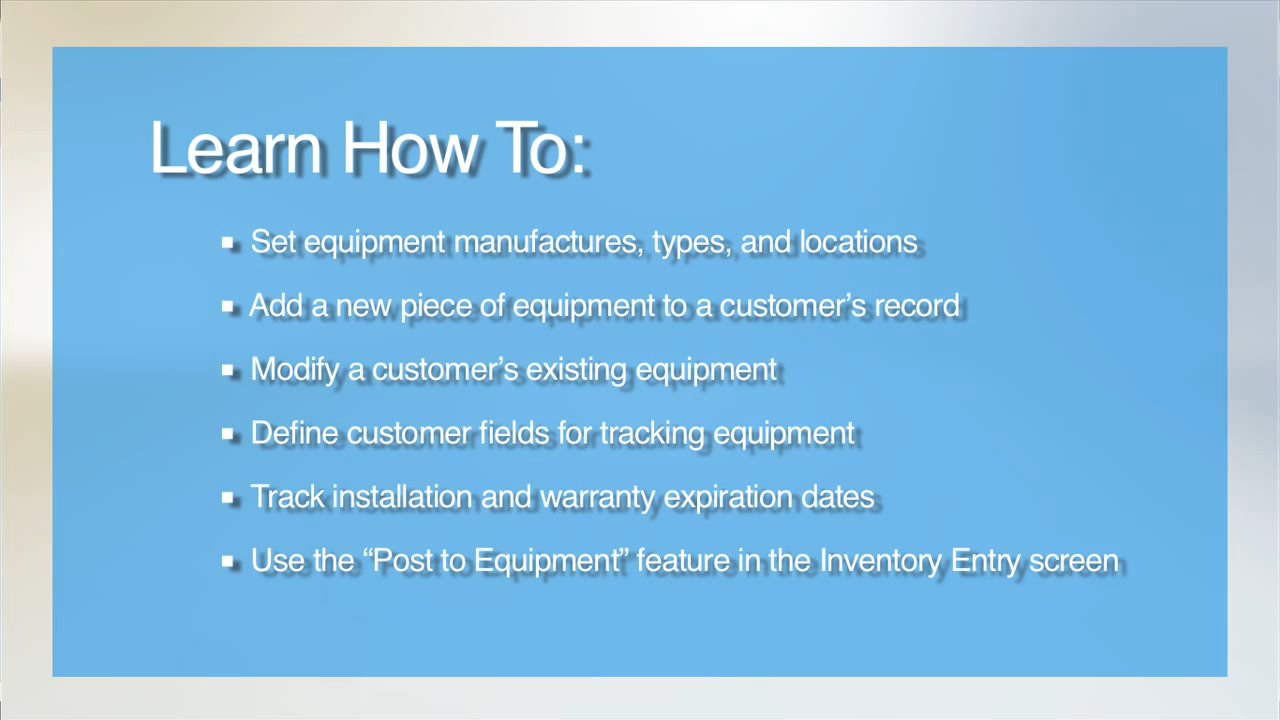 Learn How To:
▪ Set equipment manufactures, types, and locations
▪ Add a new piece of equipment to a customer’s record
▪ Modify a customer’s existing equipment
▪ Define customer fields for tracking equipment
▪ Track installation and warranty expiration dates
▪ Use the “Post to Equipment” feature in the Inventory Entry screen